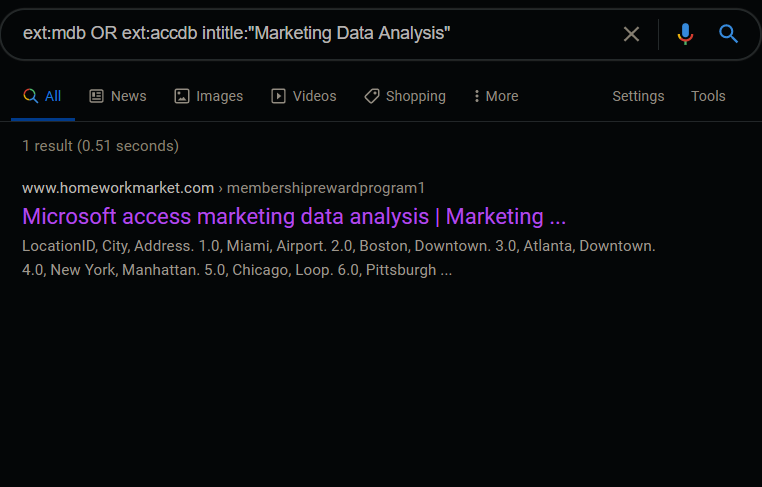 ext:mdb OR ext:accdb intitle:"Marketing Data Analysis"
All News Images Videos Shopping More Settings Tools
1 result (0.51 seconds)
www.homeworkmarket.com › membershiprewardprogram1
Microsoft access marketing data analysis | Marketing ...
LocationID, City, Address. 1.0, Miami, Airport. 2.0, Boston, Downtown. 3.0, Atlanta, Downtown.
4.0, New York, Manhattan. 5.0, Chicago, Loop. 6.0, Pittsburgh ...